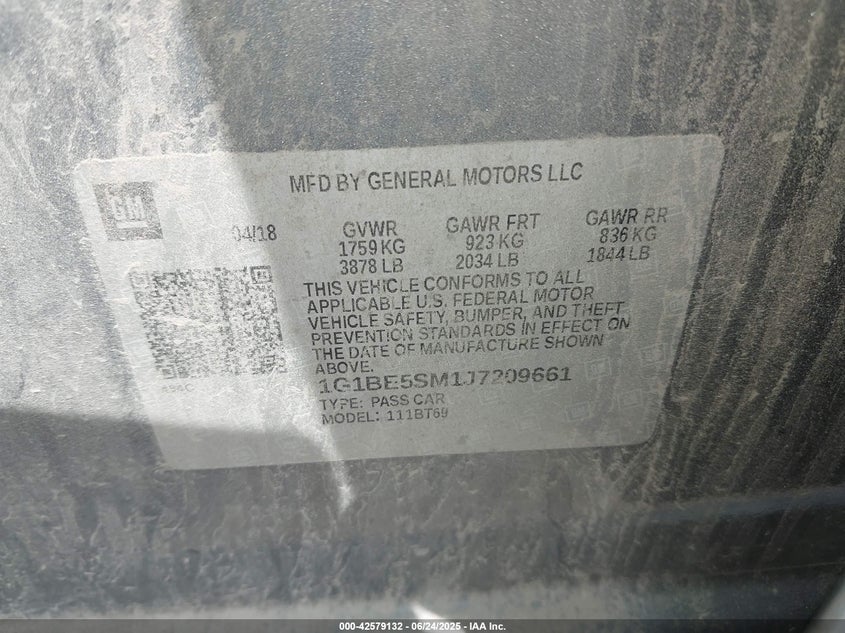 MFD BY GENERAL MOTORS LLC
GM
04/18
GVWR
1759 KG
3878 LB
GAWR FRT
923 KG
2034 LB
GAWR RR
836 KG
1844 LB
THIS VEHICLE CONFORMS TO ALL
APPLICABLE U.S. FEDERAL MOTOR
VEHICLE SAFETY, BUMPER, AND THEFT
PREVENTION STANDARDS IN EFFECT ON
THE DATE OF MANUFACTURE SHOWN
ABOVE.
1G1BE5SM1J7209661
TYPE: PASS CAR
MODEL: 111BT69
000-42579132 - 06/24/2025 - IAA Inc.